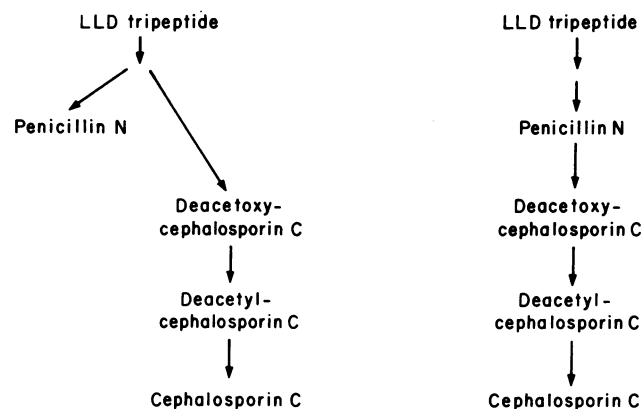 LLD tripeptide
Penicillin N
Deacetoxy-
cephalosporin C
Deacetyl-
cephalosporin C
Cephalosporin C
LLD tripeptide
Penicillin N
Deacetoxy-
cephalosporin C
Deacetyl-
cephalosporin C
Cephalosporin C